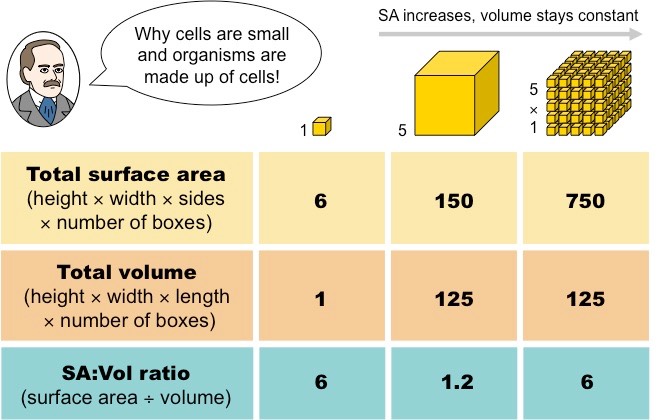 SA increases, volume stays constant
Why cells are small
and organisms are
made up of cells!
1
5
5
×
1
Total surface area
(height × width × sides
× number of boxes)
6
150
750
Total volume
(height × width × length
× number of boxes)
1
125
125
SA:Vol ratio
(surface area ÷ volume)
6
1.2
6